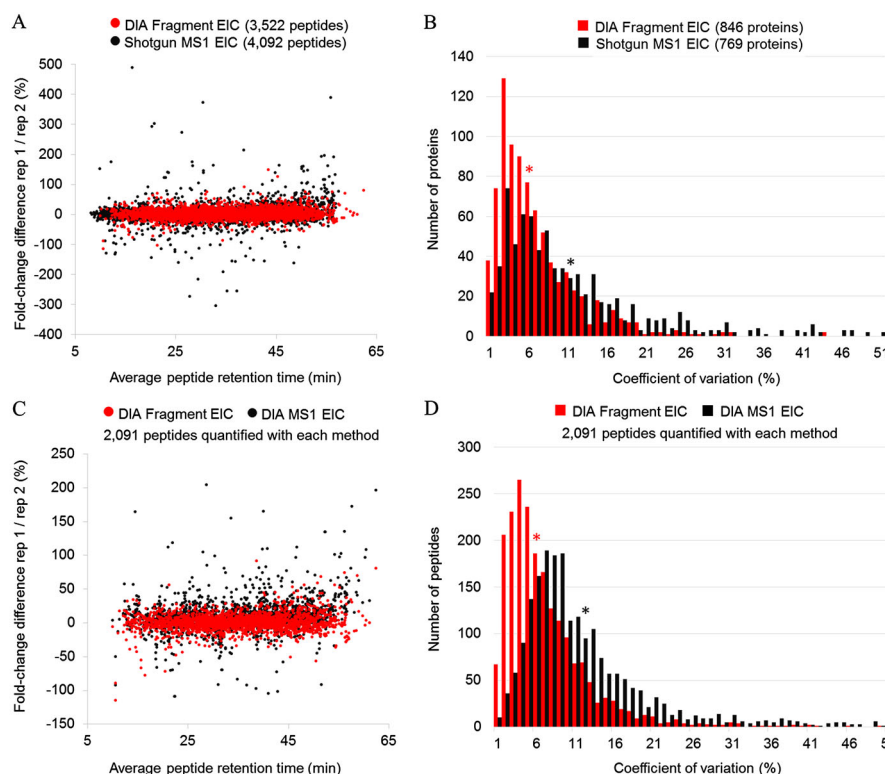 A
DIA Fragment EIC (3,522 peptides)
Shotgun MS1 EIC (4,092 peptides)
Fold-change difference rep 1 / rep 2 (%)
500
400
300
200
100
0
-100
-200
-300
-400
5 25 45 65
Average peptide retention time (min)
B
DIA Fragment EIC (846 proteins)
Shotgun MS1 EIC (769 proteins)
Number of proteins
140
120
100
80
60
40
20
0
*
*
1 6 11 16 21 26 31 36 41 46 51
Coefficient of variation (%)
C
DIA Fragment EIC DIA MS1 EIC
2,091 peptides quantified with each method
Fold-change difference rep 1 / rep 2 (%)
250
200
150
100
50
0
-50
-100
-150
5 25 45 65
Average peptide retention time (min)
D
DIA Fragment EIC DIA MS1 EIC
2,091 peptides quantified with each method
Number of peptides
300
250
200
150
100
50
0
*
*
1 6 11 16 21 26 31 36 41 46
Coefficient of variation (%)